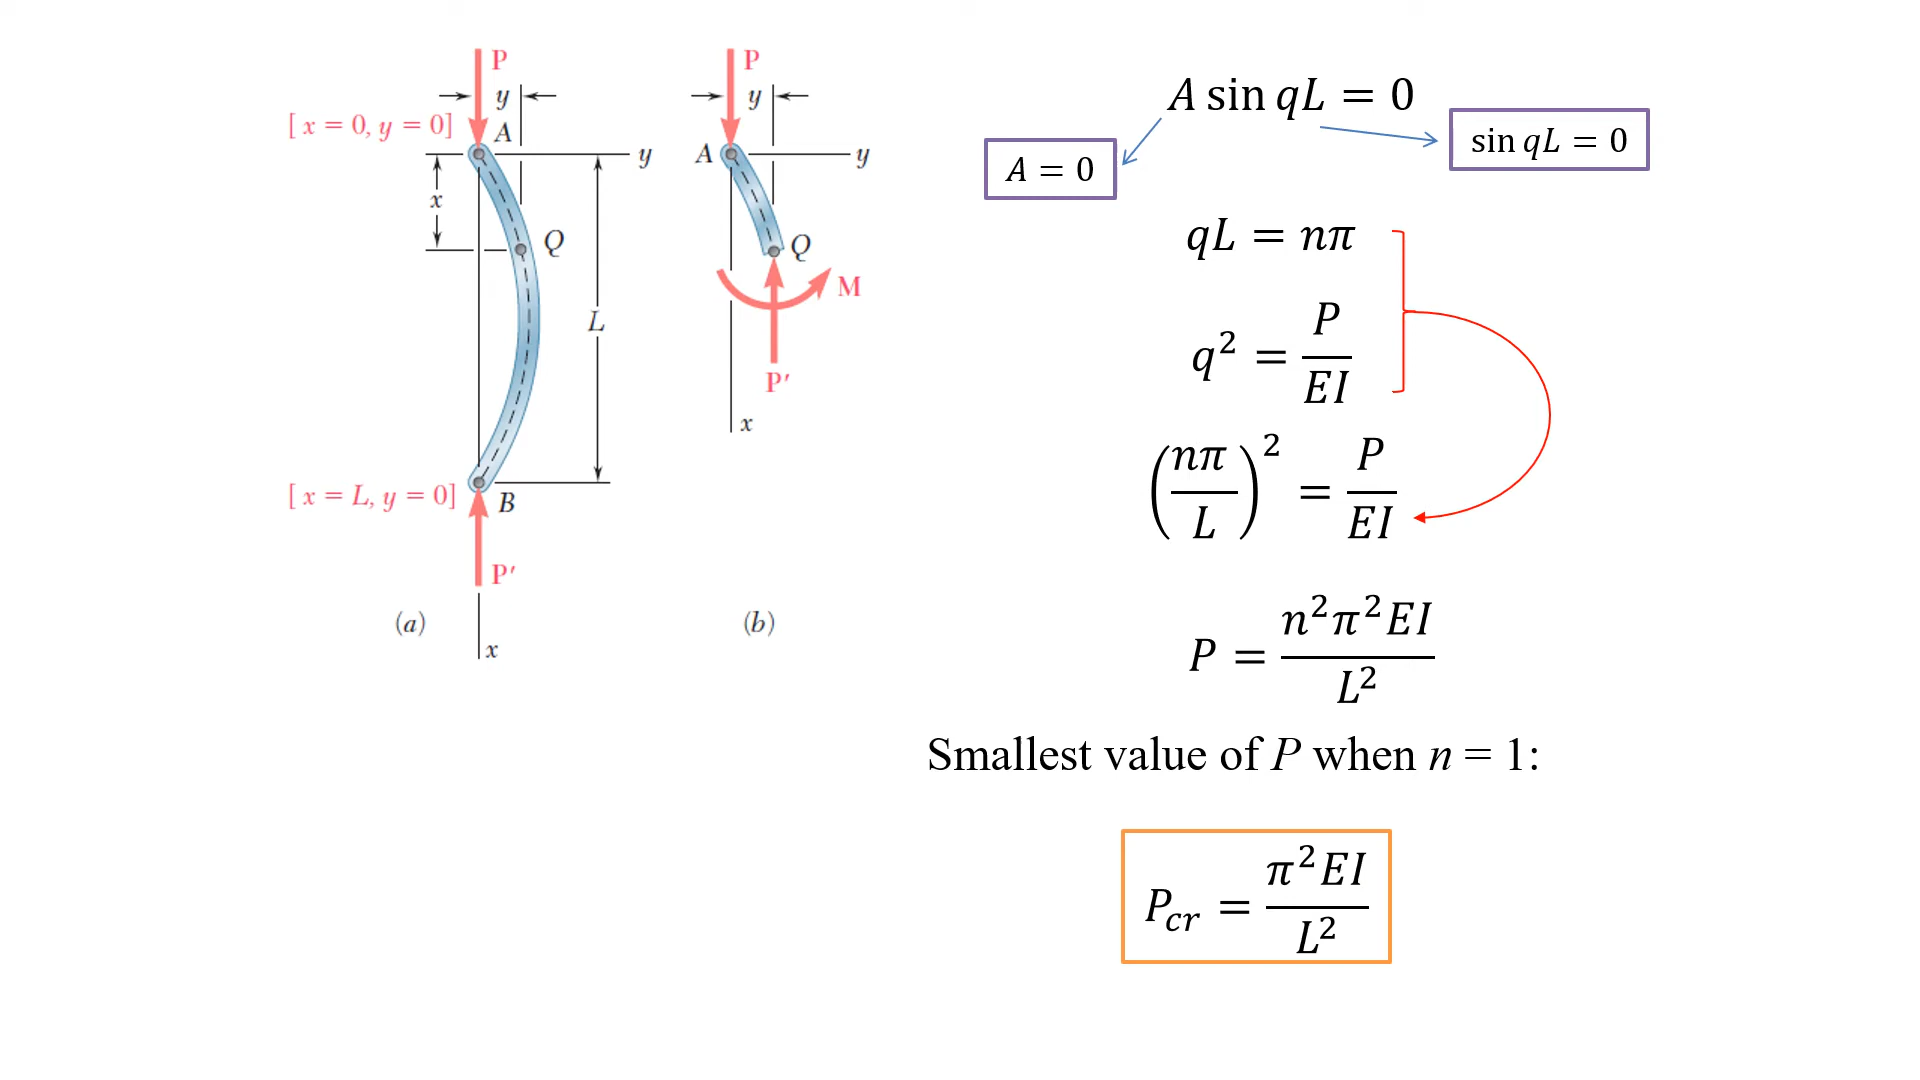 P
y
[ x = 0, y = 0]
A
y
x
Q
L
[ x = L, y = 0]
B
P′
(a)
x
P
y
A
y
Q
M
P′
x
(b)
A sin qL = 0
A = 0
sin qL = 0
qL = nπ
q² = P/EI
(nπ/L)² = P/EI
P = n²π²EI/L²
Smallest value of P when n = 1:
P_cr = π²EI/L²